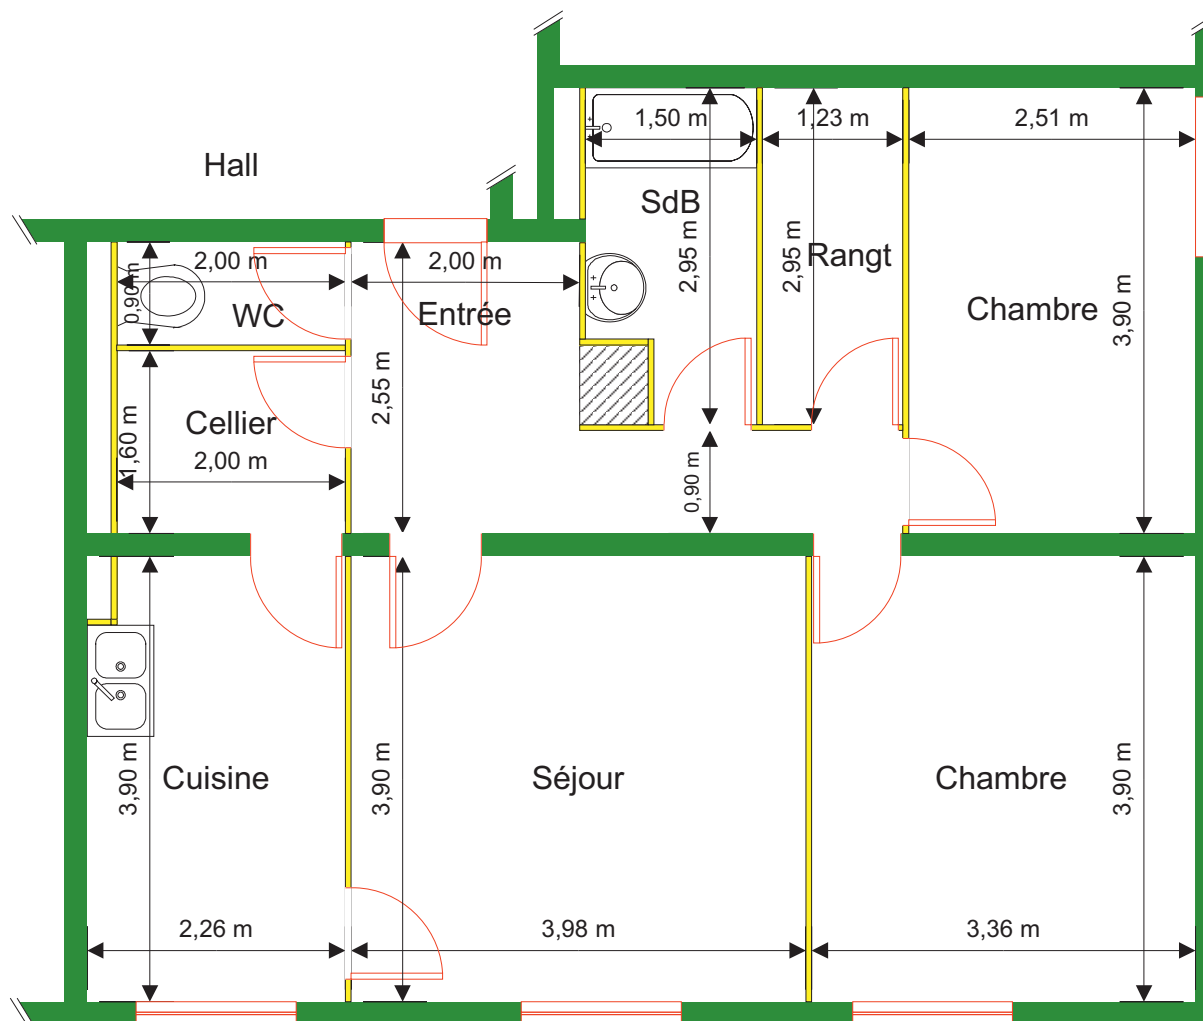 1,50 m
1,23 m
2,51 m
Hall
SdB
2,95 m
2,95 m
Rangt
2,00 m
2,00 m
0,90 m
WC
Entrée
Chambre
3,90 m
2,55 m
Cellier
1,60 m
2,00 m
0,90 m
Cuisine
Séjour
Chambre
3,90 m
3,90 m
3,90 m
2,26 m
3,98 m
3,36 m